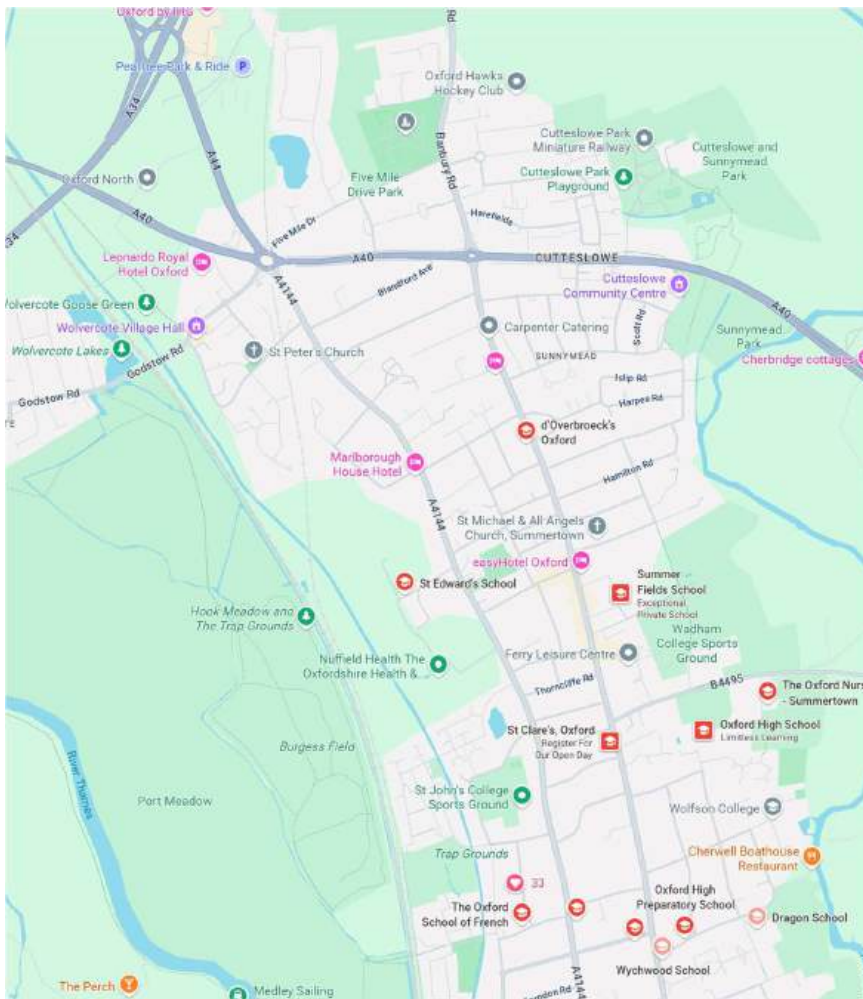 Oxford by IHG
Peartree Park & Ride
P
A34
A44
Rd
Oxford Hawks
Hockey Club
Banbury Rd
Cutteslowe Park
Miniature Railway
Cutteslowe and
Sunnymead
Park
Oxford North
Five Mile
Drive Park
Cutteslowe Park
Playground
A34
A40
Five Mile Dr
Harefields
Leonardo Royal
Hotel Oxford
A40
CUTTESLOWE
A4144
Blandford Ave
Cutteslowe
Community Centre
A40
Wolvercote Goose Green
Wolvercote Village Hall
Carpenter Catering
Scott Rd
Sunnymead
Park
Wolvercote Lakes
Godstow Rd
St Peter's Church
SUNNYMEAD
Cherbridge cottages
Godstow Rd
Islip Rd
Harpes Rd
d'Overbroeck's
Oxford
Marlborough
House Hotel
Hamilton Rd
A4144
St Michael & All Angels
Church, Summertown
easyHotel Oxford
St Edward's School
Summer
Fields School
Exceptional
Private School
Hook Meadow and
The Trap Grounds
Wadham
College Sports
Ground
Nuffield Health The
Oxfordshire Health & ...
Ferry Leisure Centre
Thorncliffe Rd
B4495
The Oxford Nurs
- Summertown
St Clare's, Oxford
Register For
Our Open Day
Oxford High School
Limitless Learning
River Thames
Burgess Field
Port Meadow
St John's College
Sports Ground
Wolfson College
Trap Grounds
Cherwell Boathouse
Restaurant
33
The Oxford
School of French
Oxford High
Preparatory School
Dragon School
Wychwood School
A4144
Rd
The Perch
Medley Sailing